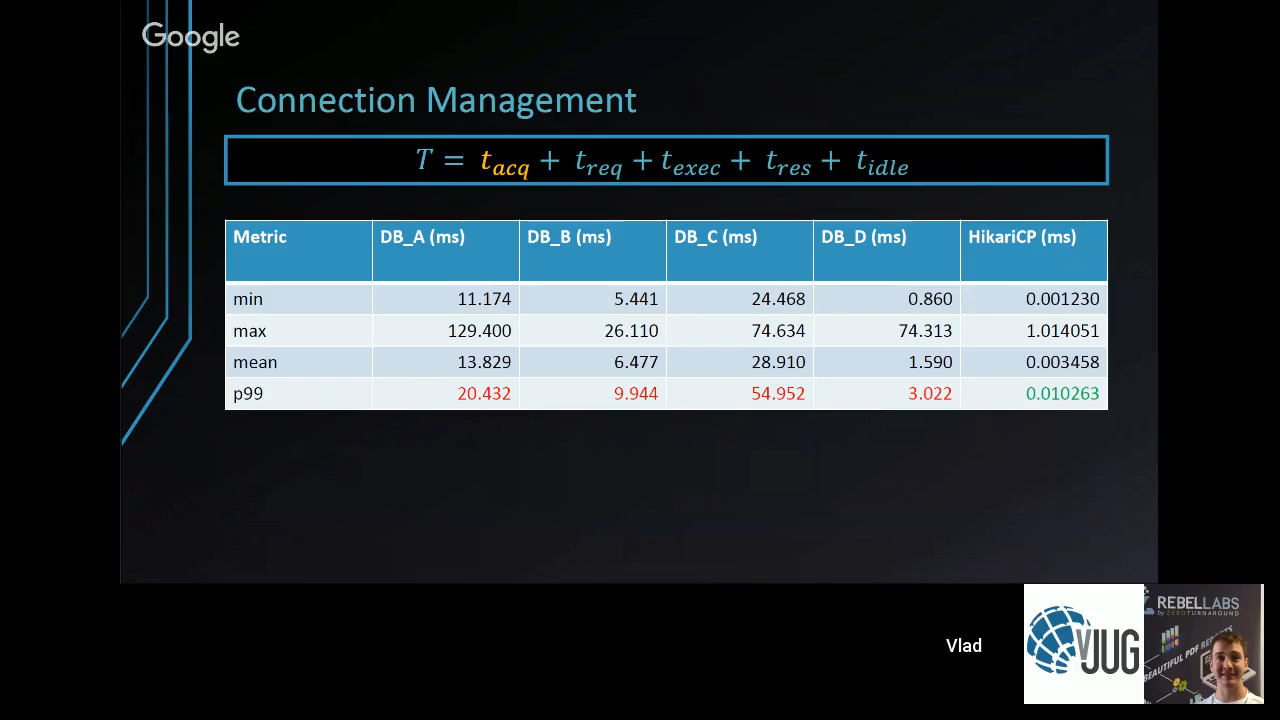 Google
Connection Management
T = t_acq + t_req + t_exec + t_res + t_idle
Metric DB_A (ms) DB_B (ms) DB_C (ms) DB_D (ms) HikariCP (ms)
min 11.174 5.441 24.468 0.860 0.001230
max 129.400 26.110 74.634 74.313 1.014051
mean 13.829 6.477 28.910 1.590 0.003458
p99 20.432 9.944 54.952 3.022 0.010263
Vlad
vJUG
REBELLABS
by ZEROTURNAROUND
BEAUTIFUL PDF REPORTS